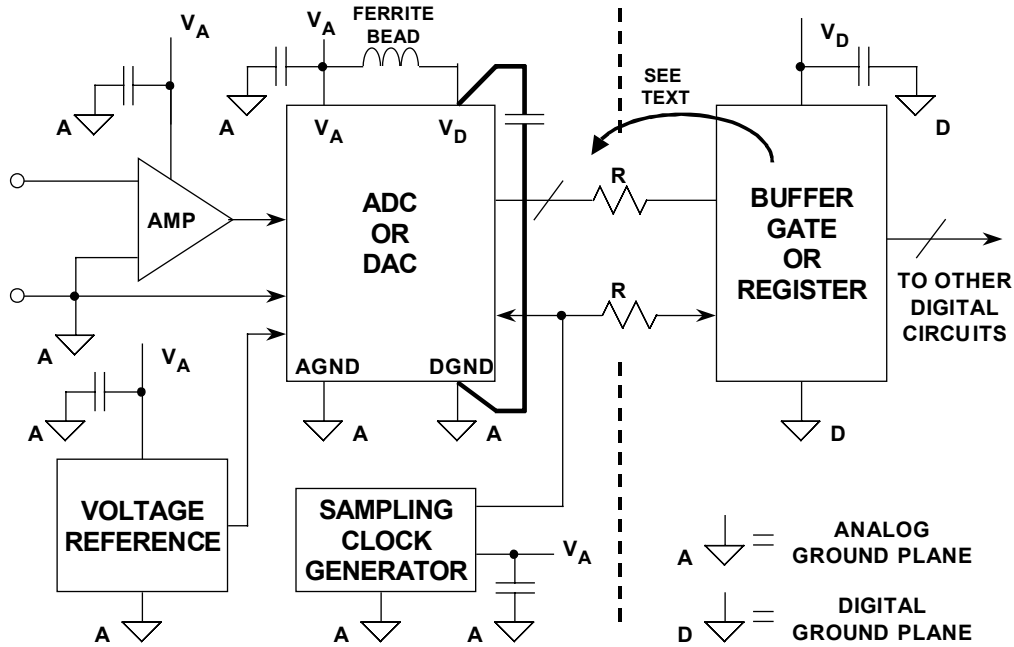 V_A
V_A
FERRITE
BEAD
V_D
A
A
SEE
TEXT
D
V_A
V_D
R
AMP
ADC
OR
DAC
BUFFER
GATE
OR
REGISTER
TO OTHER
DIGITAL
CIRCUITS
R
A
V_A
AGND
DGND
A
A
A
D
VOLTAGE
REFERENCE
SAMPLING
CLOCK
GENERATOR
V_A
A
A
A
A = ANALOG
GROUND PLANE
D = DIGITAL
GROUND PLANE